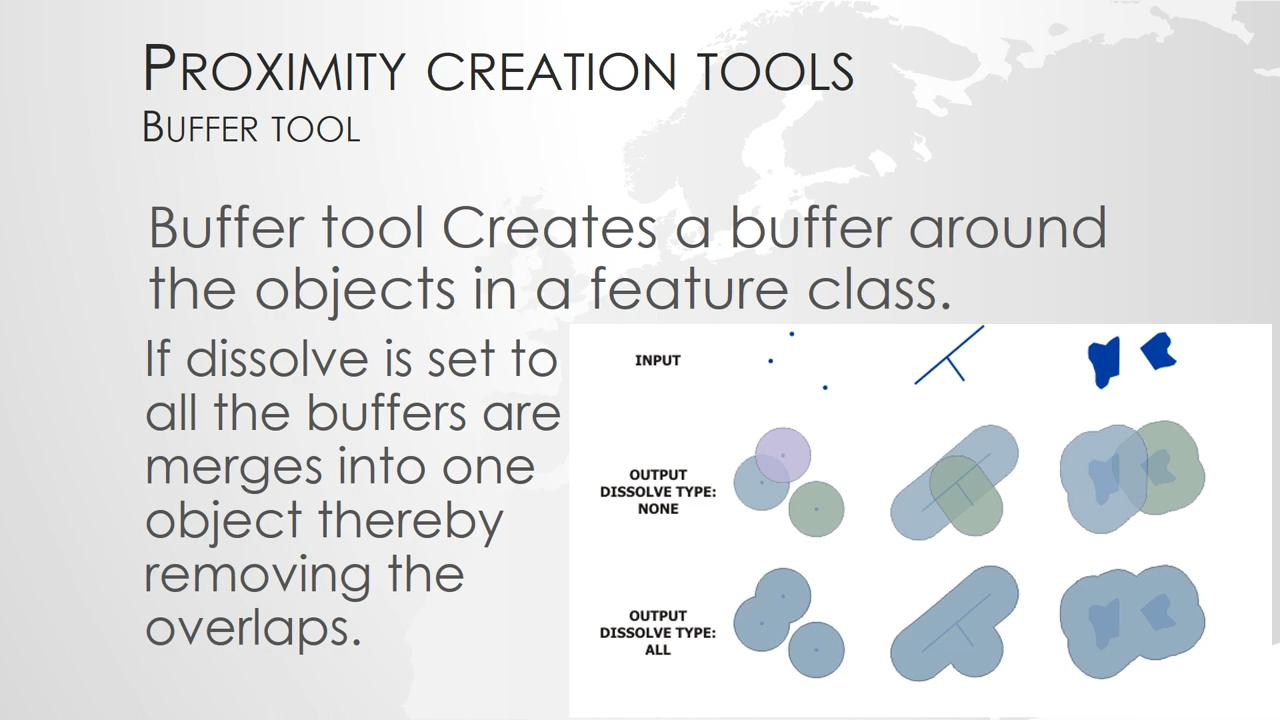 PROXIMITY CREATION TOOLS
BUFFER TOOL
Buffer tool Creates a buffer around
the objects in a feature class.
If dissolve is set to
all the buffers are
merges into one
object thereby
removing the
overlaps.
INPUT
OUTPUT
DISSOLVE TYPE:
NONE
OUTPUT
DISSOLVE TYPE:
ALL